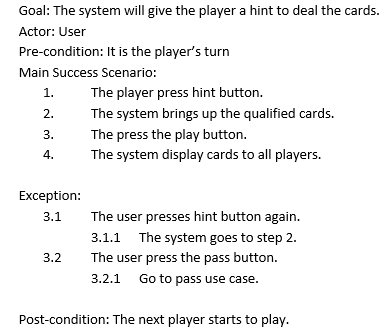 Goal: The system will give the player a hint to deal the cards.
Actor: User
Pre-condition: It is the player's turn
Main Success Scenario:
1. The player press hint button.
2. The system brings up the qualified cards.
3. The press the play button.
4. The system display cards to all players.
Exception:
3.1 The user presses hint button again.
3.1.1 The system goes to step 2.
3.2 The user press the pass button.
3.2.1 Go to pass use case.
Post-condition: The next player starts to play.